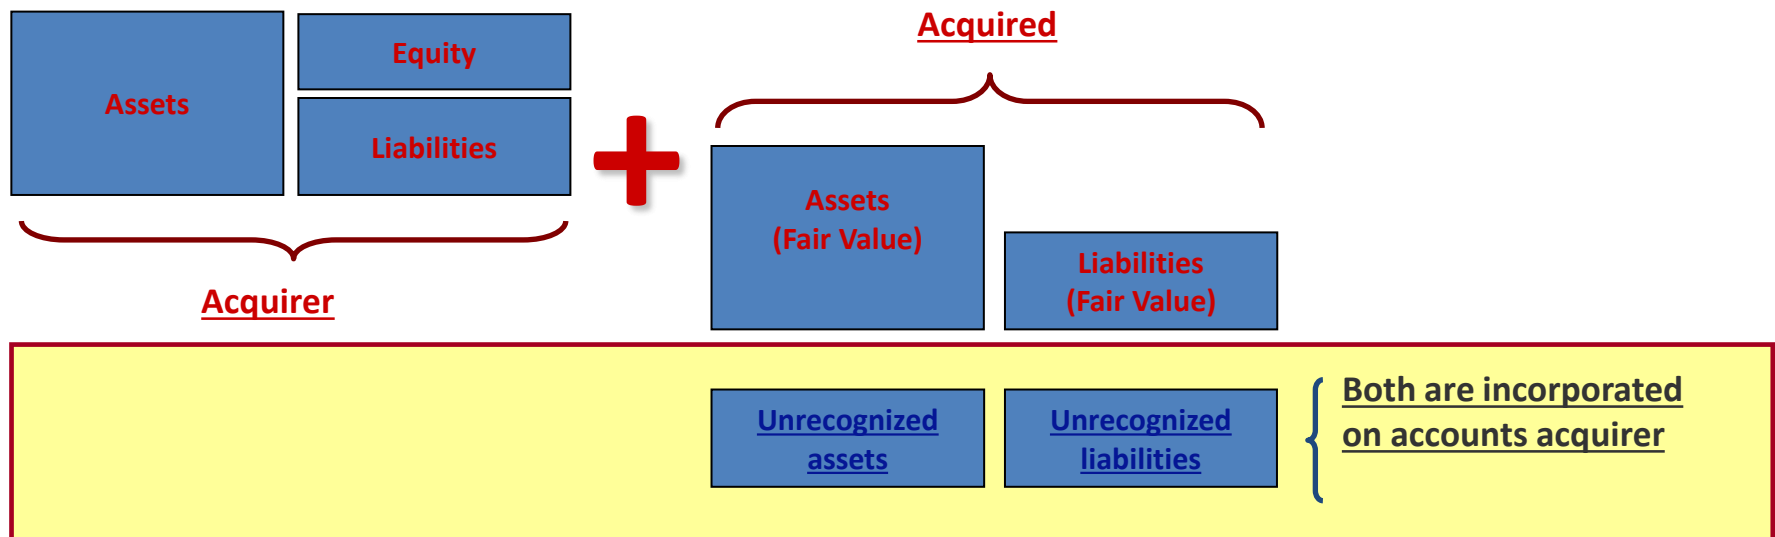 Assets
Equity
Liabilities
Acquirer
Acquired
Assets
(Fair Value)
Liabilities
(Fair Value)
Unrecognized
assets
Unrecognized
liabilities
Both are incorporated
on accounts acquirer